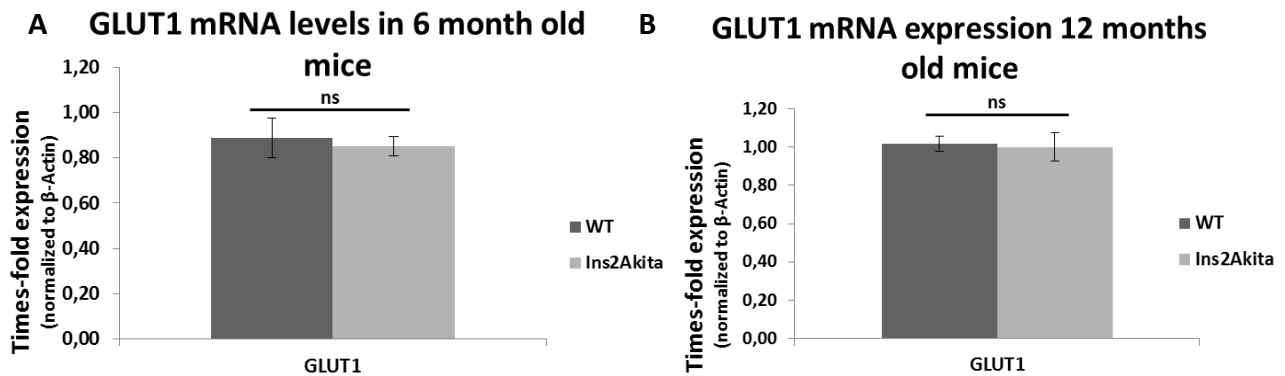 A
GLUT1 mRNA levels in 6 month old
mice
ns
1,20
1,00
0,80
0,60
0,40
0,20
0,00
Times-fold expression
(normalized to β-Actin)
GLUT1
WT
Ins2Akita
B
GLUT1 mRNA expression 12 months
old mice
ns
1,20
1,00
0,80
0,60
0,40
0,20
0,00
Times-fold expression
(normalized to β-Actin)
GLUT1
WT
Ins2Akita